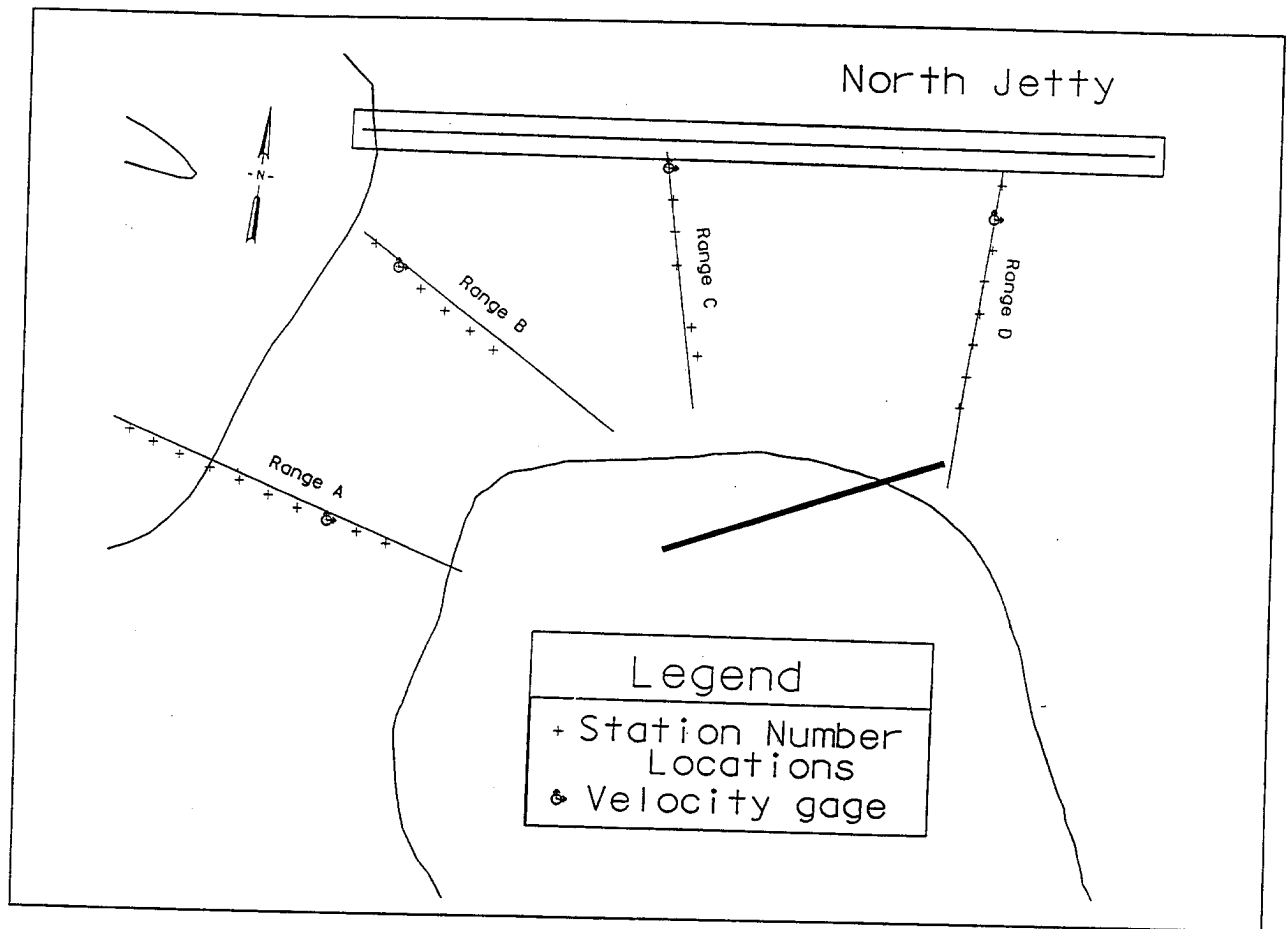 North Jetty
-N-
Range C
Range D
Range B
Range A
Legend
+ Station Number
Locations
Velocity gage